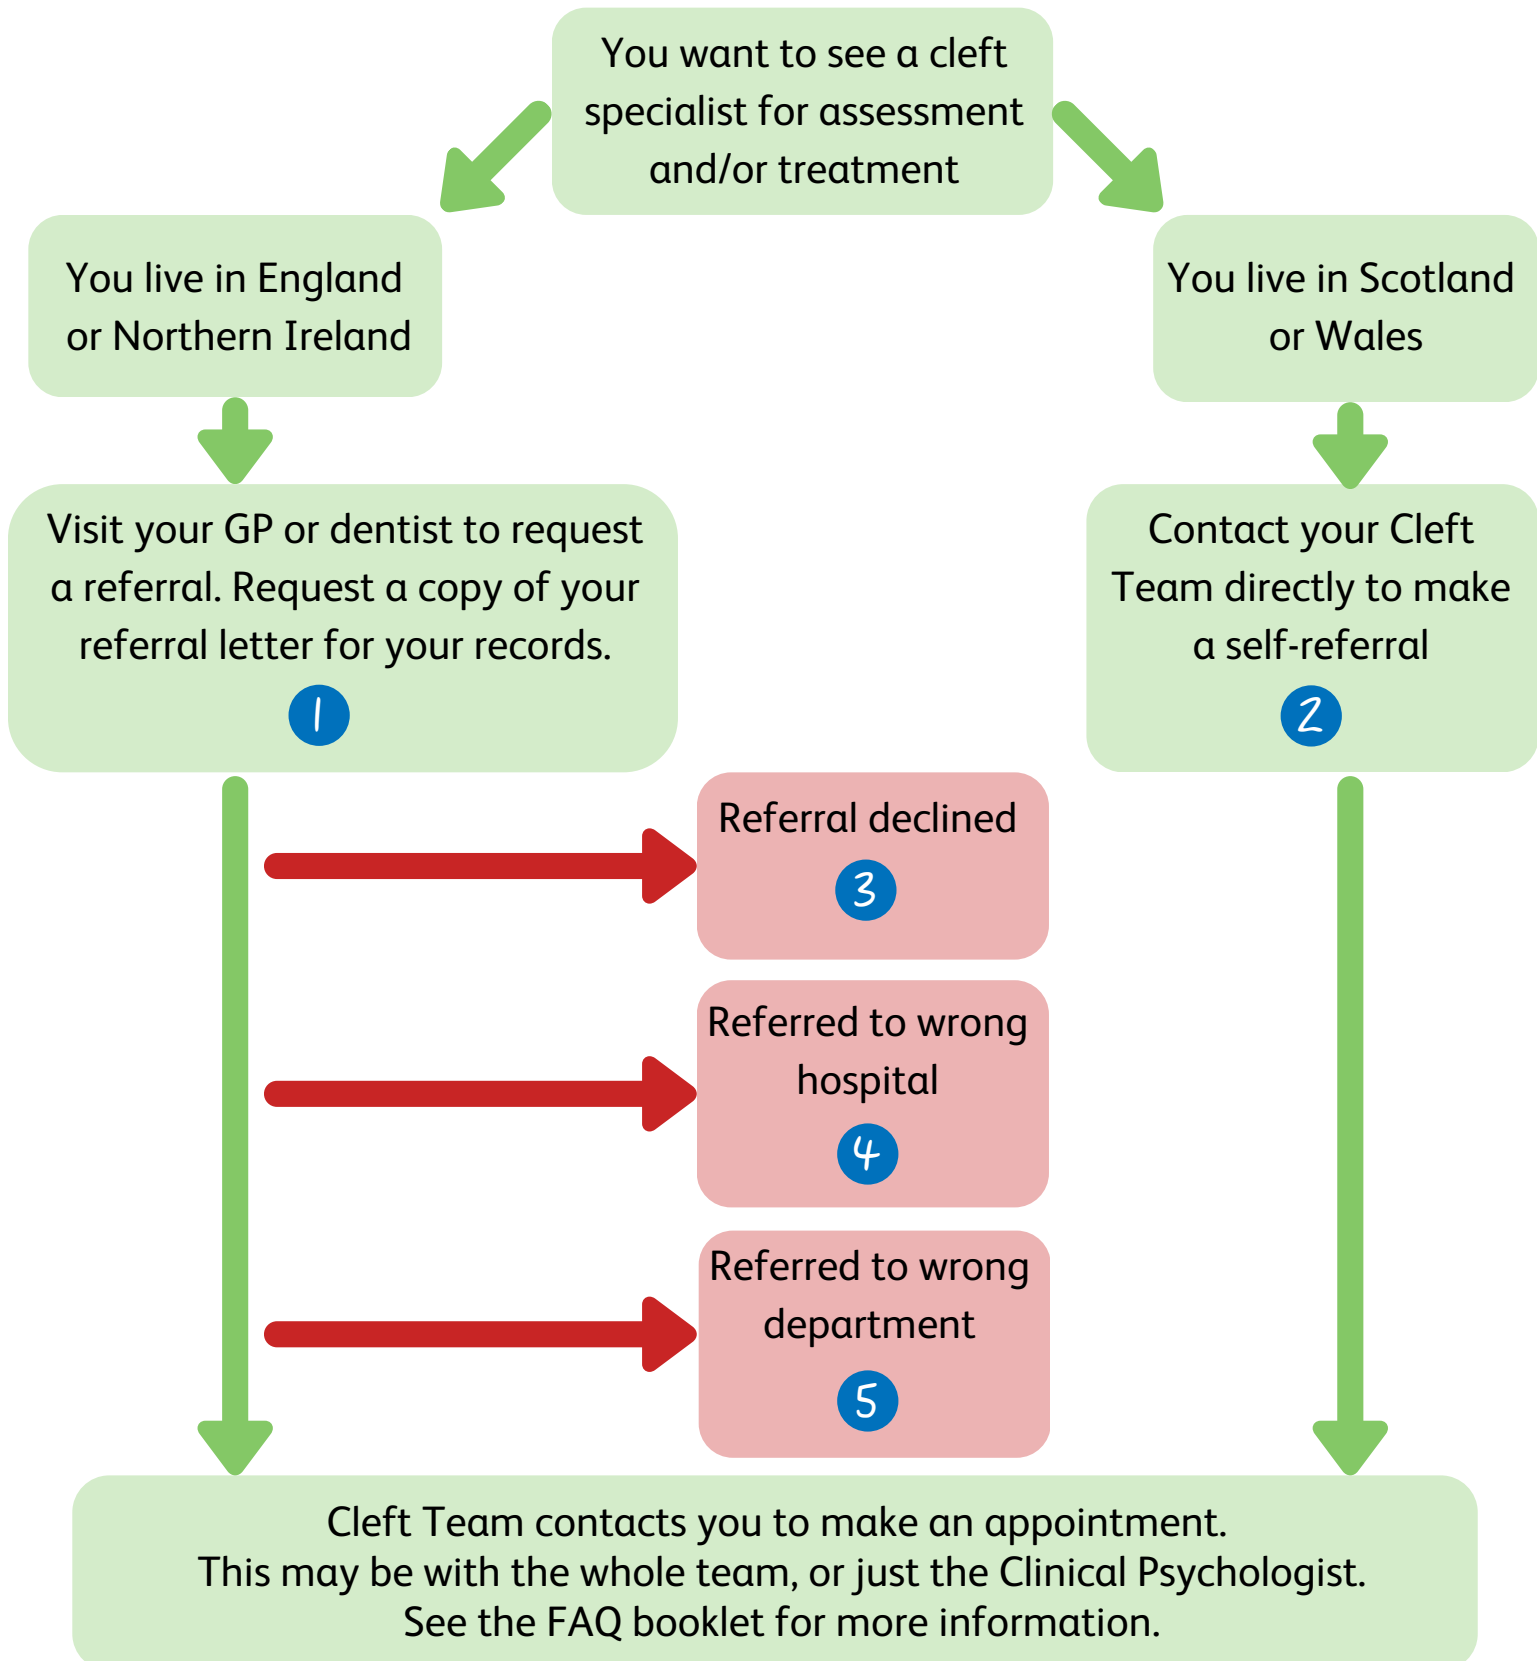 You want to see a cleft
specialist for assessment
and/or treatment
You live in England
or Northern Ireland
You live in Scotland
or Wales
Visit your GP or dentist to request
a referral. Request a copy of your
referral letter for your records.
1
Contact your Cleft
Team directly to make
a self-referral
2
Referral declined
3
Referred to wrong
hospital
4
Referred to wrong
department
5
Cleft Team contacts you to make an appointment.
This may be with the whole team, or just the Clinical Psychologist.
See the FAQ booklet for more information.